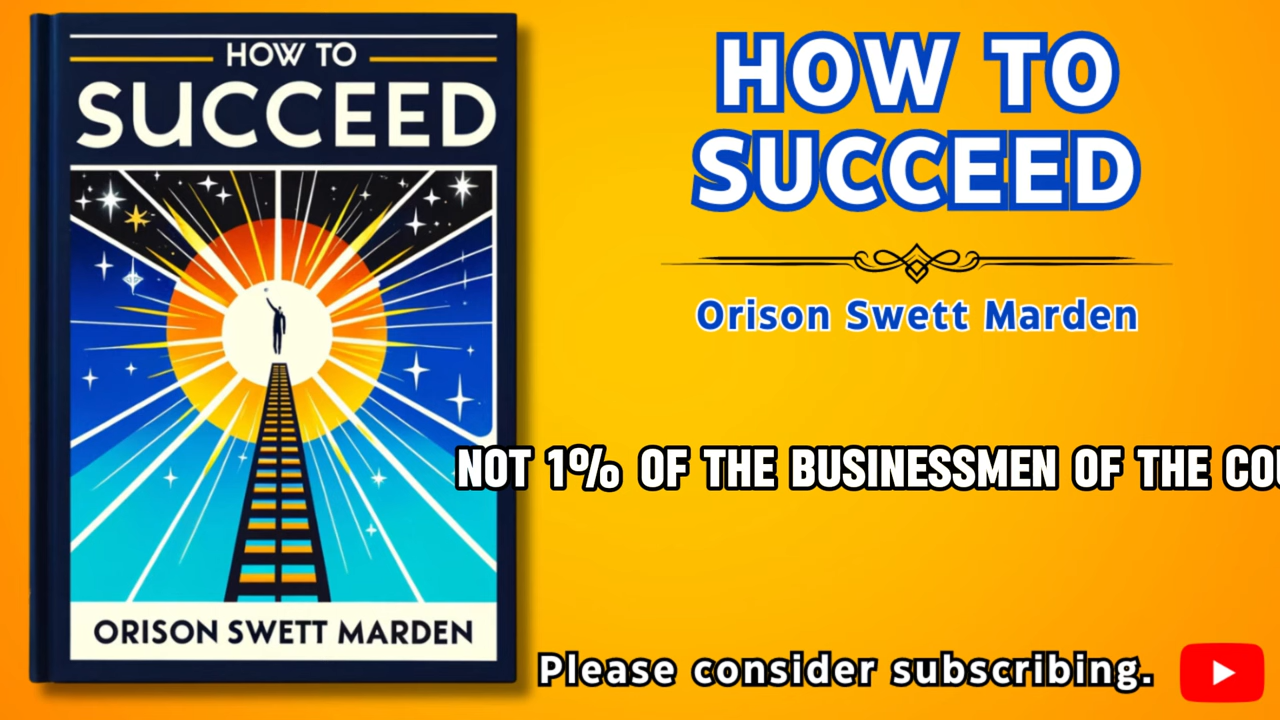 HOW TO
SUCCEED
ORISON SWETT MARDEN
HOW TO
SUCCEED
Orison Swett Marden
NOT 1% OF THE BUSINESSMEN OF THE
Please consider subscribing.